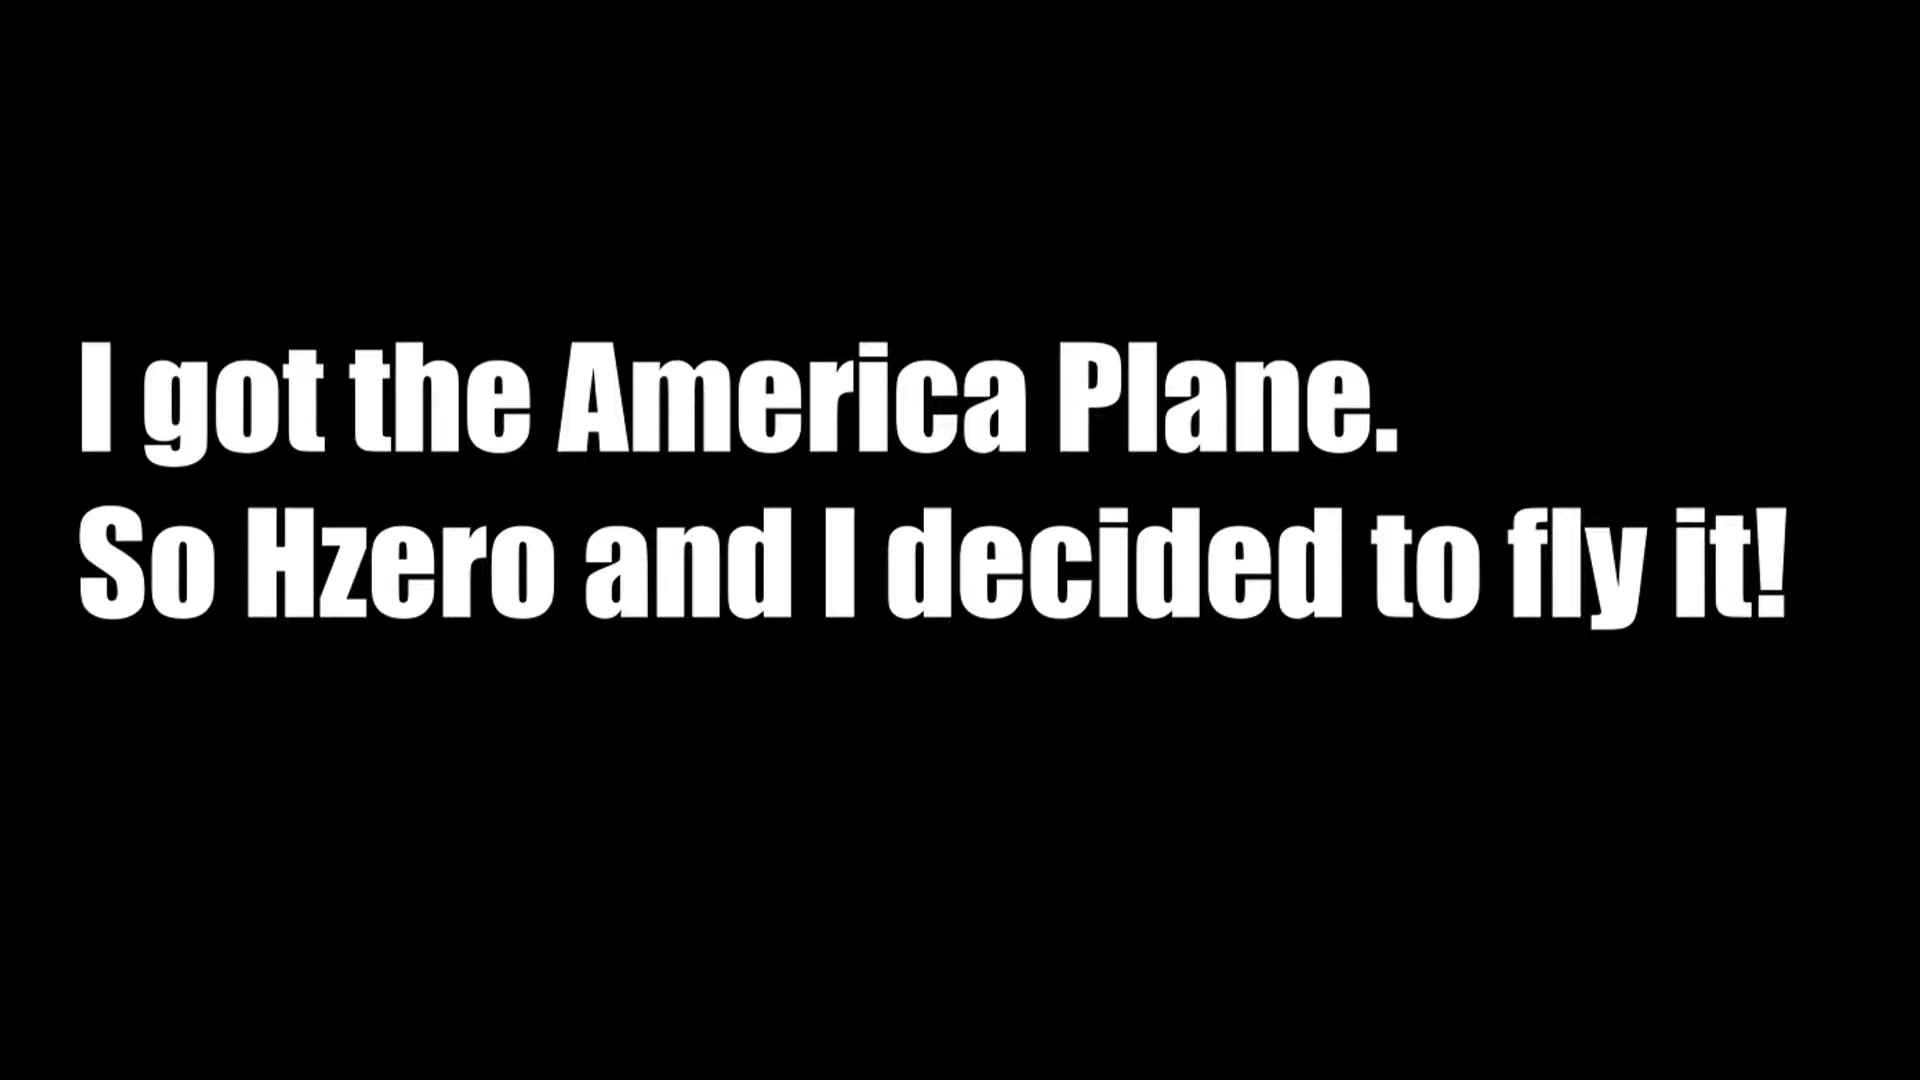 I got the America Plane.
So Hzero and I decided to fly it!